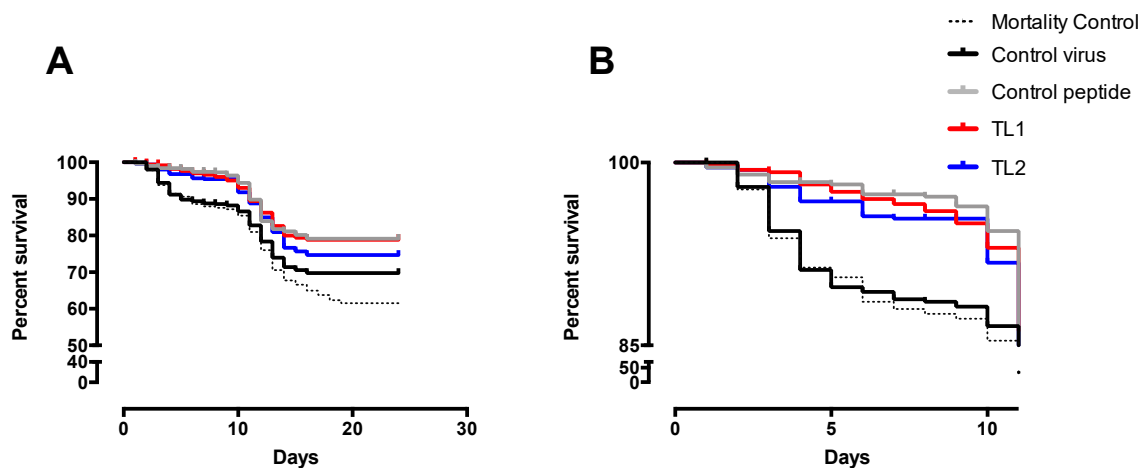 A
Percent survival
100
90
80
70
60
50
40
0
0
10
20
30
Days
B
Percent survival
100
85
50
0
0
5
10
Days
Mortality Control
Control virus
Control peptide
TL1
TL2